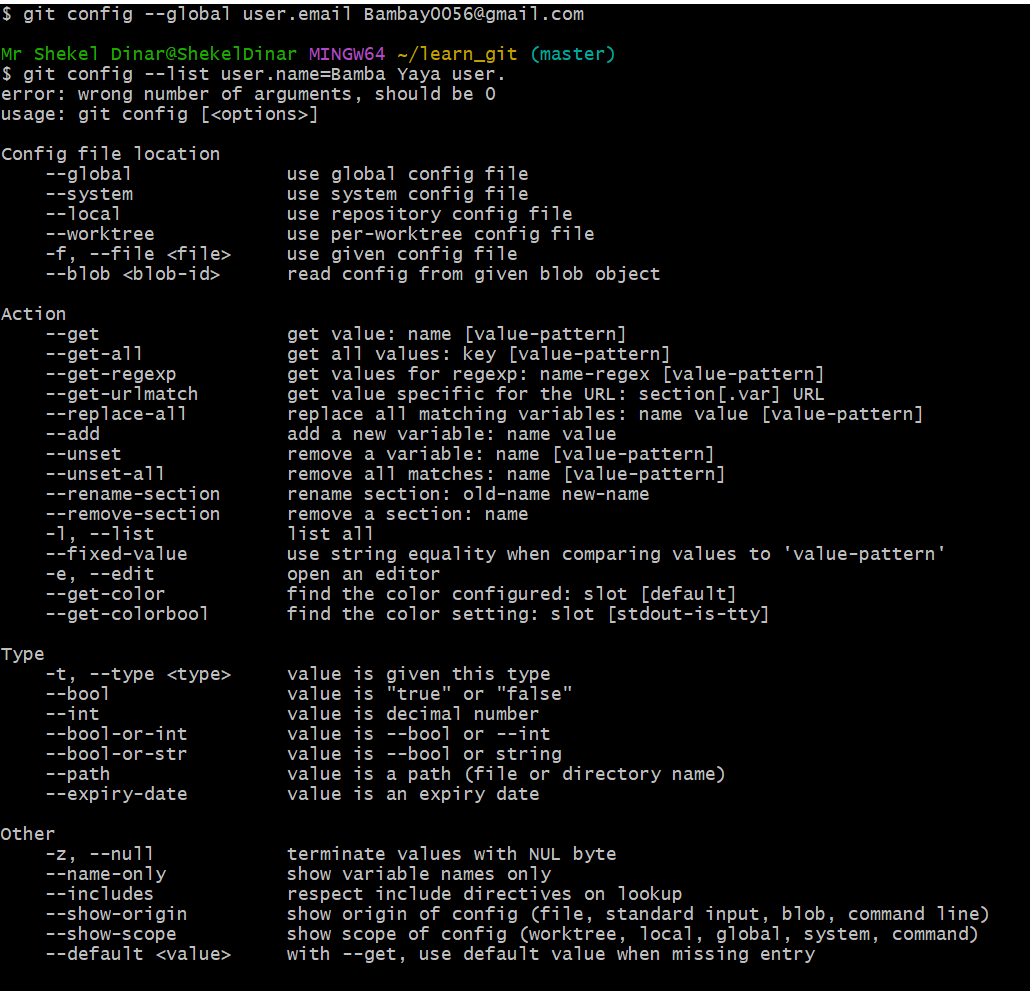 $ git config --global user.email Bambay0056@gmail.com
Mr Shekel Dinar@ShekelDinar MINGW64 ~/learn_git (master)
$ git config --list user.name=Bamba Yaya user.
error: wrong number of arguments, should be 0
usage: git config [<options>]
Config file location
--global use global config file
--system use system config file
--local use repository config file
--worktree use per-worktree config file
-f, --file <file> use given config file
--blob <blob-id> read config from given blob object
Action
--get get value: name [value-pattern]
--get-all get all values: key [value-pattern]
--get-regexp get values for regexp: name-regex [value-pattern]
--get-urlmatch get value specific for the URL: section[.var] URL
--replace-all replace all matching variables: name value [value-pattern]
--add add a new variable: name value
--unset remove a variable: name [value-pattern]
--unset-all remove all matches: name [value-pattern]
--rename-section rename section: old-name new-name
--remove-section remove a section: name
-l, --list list all
--fixed-value use string equality when comparing values to 'value-pattern'
-e, --edit open an editor
--get-color find the color configured: slot [default]
--get-colorbool find the color setting: slot [stdout-is-tty]
Type
-t, --type <type> value is given this type
--bool value is "true" or "false"
--int value is decimal number
--bool-or-int value is --bool or --int
--bool-or-str value is --bool or string
--path value is a path (file or directory name)
--expiry-date value is an expiry date
Other
-z, --null terminate values with NUL byte
--name-only show variable names only
--includes respect include directives on lookup
--show-origin show origin of config (file, standard input, blob, command line)
--show-scope show scope of config (worktree, local, global, system, command)
--default <value> with --get, use default value when missing entry